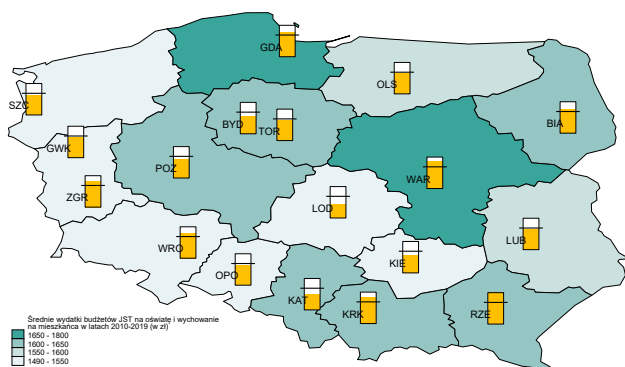 GDA
OLS
SZC
BYD
TOR
BIA
GWK
POZ
WAR
ZGR
LOD
WRO
LUB
OPO
KIE
KAT
KRK
RZE
Średnie wydatki budżetów JST na oświatę i wychowanie
na mieszkańca w latach 2010-2019 (w zł)
1650 - 1800
1600 - 1650
1550 - 1600
1490 - 1550